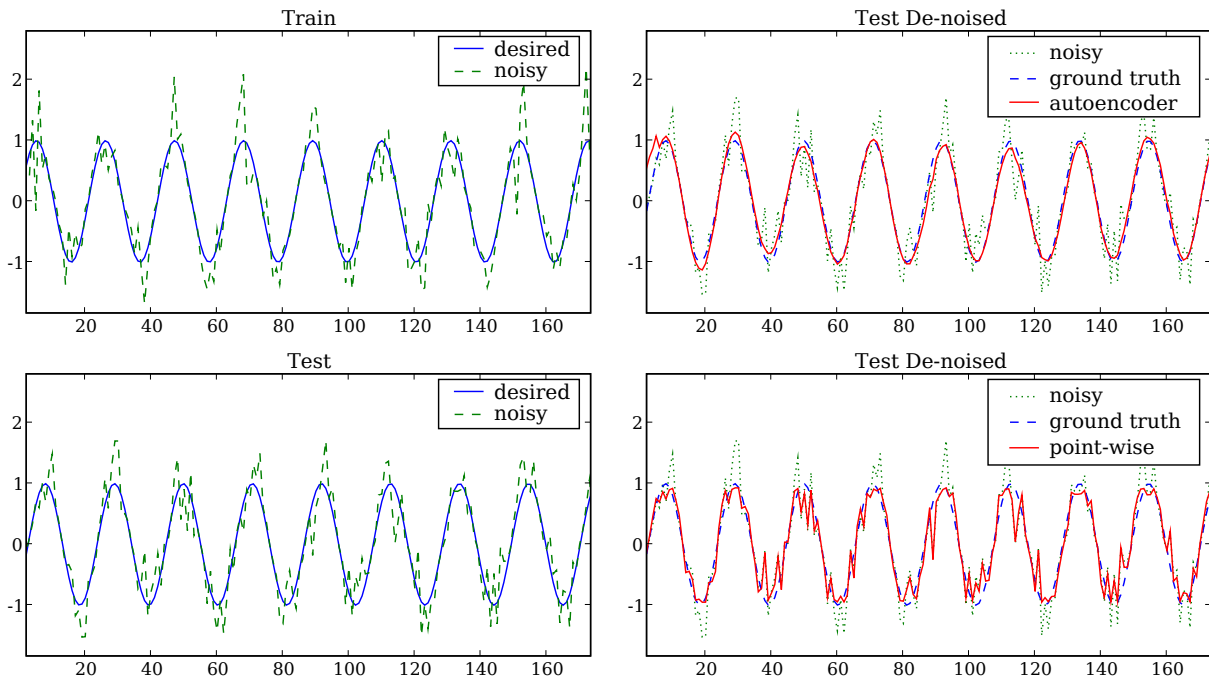 Train
desired
noisy
2
1
0
-1
20 40 60 80 100 120 140 160
Test De-noised
noisy
ground truth
autoencoder
2
1
0
-1
20 40 60 80 100 120 140 160
Test
desired
noisy
2
1
0
-1
20 40 60 80 100 120 140 160
Test De-noised
noisy
ground truth
point-wise
2
1
0
-1
20 40 60 80 100 120 140 160